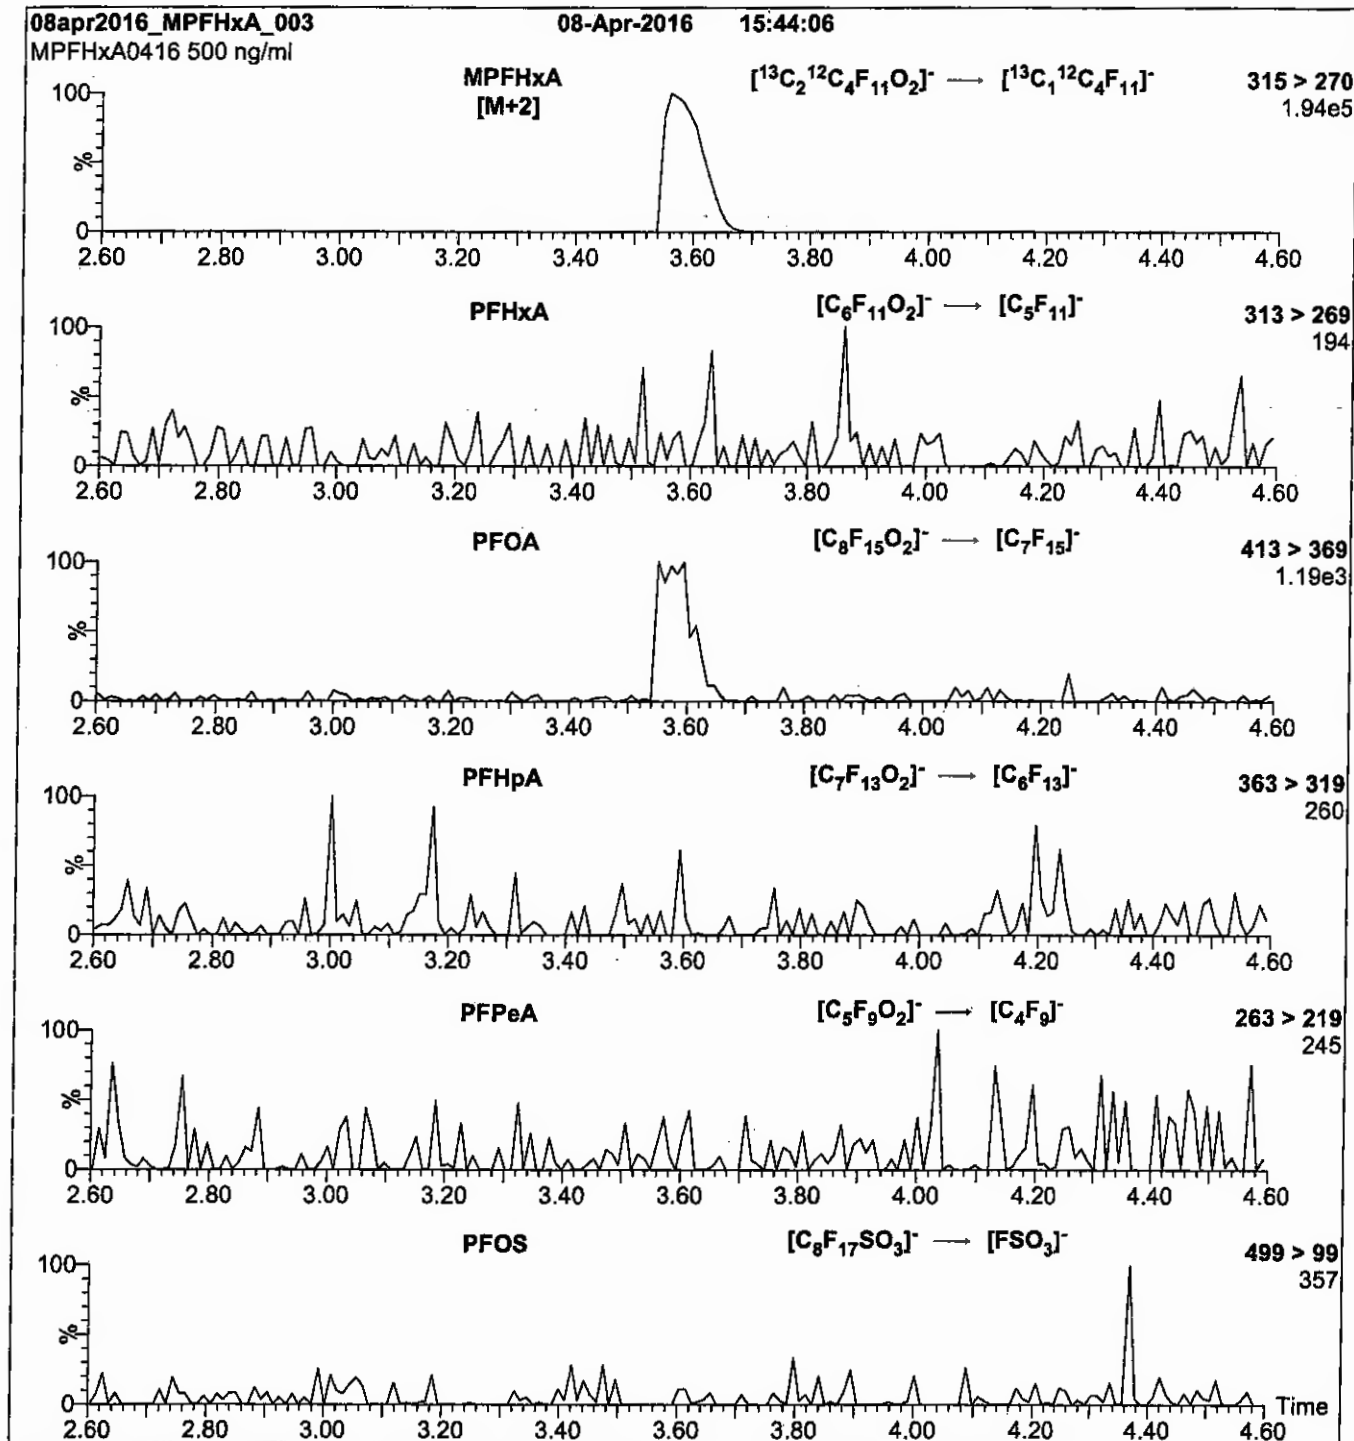 08apr2016_MPFHxA_003 08-Apr-2016 15:44:06
MPFHxA0416 500 ng/ml
MPFHxA [¹³C₂¹²C₄F₁₁O₂]⁻ → [¹³C₁¹²C₄F₁₁]⁻ 315 > 270
[M+2] 1.94e5
100
%
0
2.60 2.80 3.00 3.20 3.40 3.60 3.80 4.00 4.20 4.40 4.60
PFHxA [C₆F₁₁O₂]⁻ → [C₅F₁₁]⁻ 313 > 269
194
100
%
0
2.60 2.80 3.00 3.20 3.40 3.60 3.80 4.00 4.20 4.40 4.60
PFOA [C₈F₁₅O₂]⁻ → [C₇F₁₅]⁻ 413 > 369
1.19e3
100
%
0
2.60 2.80 3.00 3.20 3.40 3.60 3.80 4.00 4.20 4.40 4.60
PFHpA [C₇F₁₃O₂]⁻ → [C₆F₁₃]⁻ 363 > 319
260
100
%
0
2.60 2.80 3.00 3.20 3.40 3.60 3.80 4.00 4.20 4.40 4.60
PFPeA [C₅F₉O₂]⁻ → [C₄F₉]⁻ 263 > 219
245
100
%
0
2.60 2.80 3.00 3.20 3.40 3.60 3.80 4.00 4.20 4.40 4.60
PFOS [C₈F₁₇SO₃]⁻ → [FSO₃]⁻ 499 > 99
357
100
%
0 Time
2.60 2.80 3.00 3.20 3.40 3.60 3.80 4.00 4.20 4.40 4.60